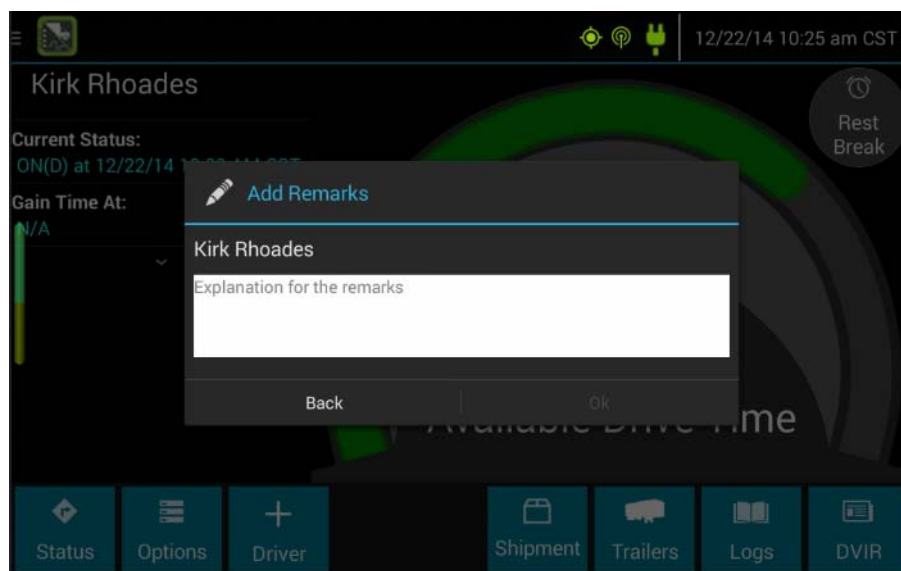 12/22/14 10:25 am CST
Kirk Rhoades
Rest
Break
Current Status:
ON(D) at 12/22/14
Gain Time At:
N/A
Add Remarks
Kirk Rhoades
Explanation for the remarks
Back
Ok
Available Drive Time
Status
Options
Driver
Shipment
Trailers
Logs
DVIR